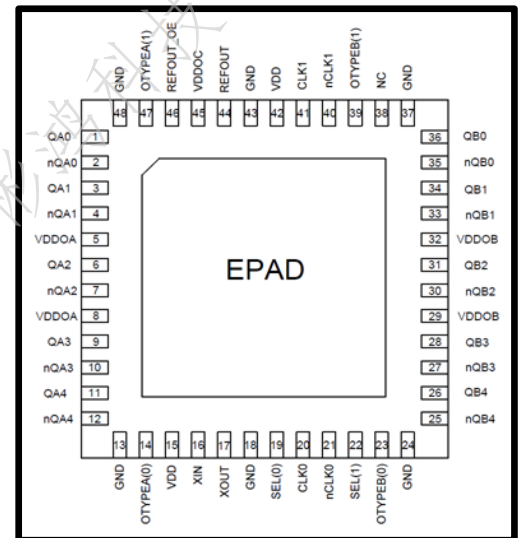 GND OTYPEA(1) REFOUT_OE VDDOC REFOUT GND VDD CLK1 nCLK1 OTYPEB(1) NC GND
48 47 46 45 44 43 42 41 40 39 38 37
QA0 1 36 QB0
nQA0 2 35 nQB0
QA1 3 34 QB1
nQA1 4 33 nQB1
VDDOA 5 32 VDDOB
QA2 6 31 QB2
nQA2 7 30 nQB2
EPAD
VDDOA 8 29 VDDOB
QA3 9 28 QB3
nQA3 10 27 nQB3
QA4 11 26 QB4
nQA4 12 25 nQB4
13 14 15 16 17 18 19 20 21 22 23 24
GND OTYPEA(0) VDD XIN XOUT GND SEL(0) CLK0 nCLK0 SEL(1) OTYPEB(0) GND
鸿科技